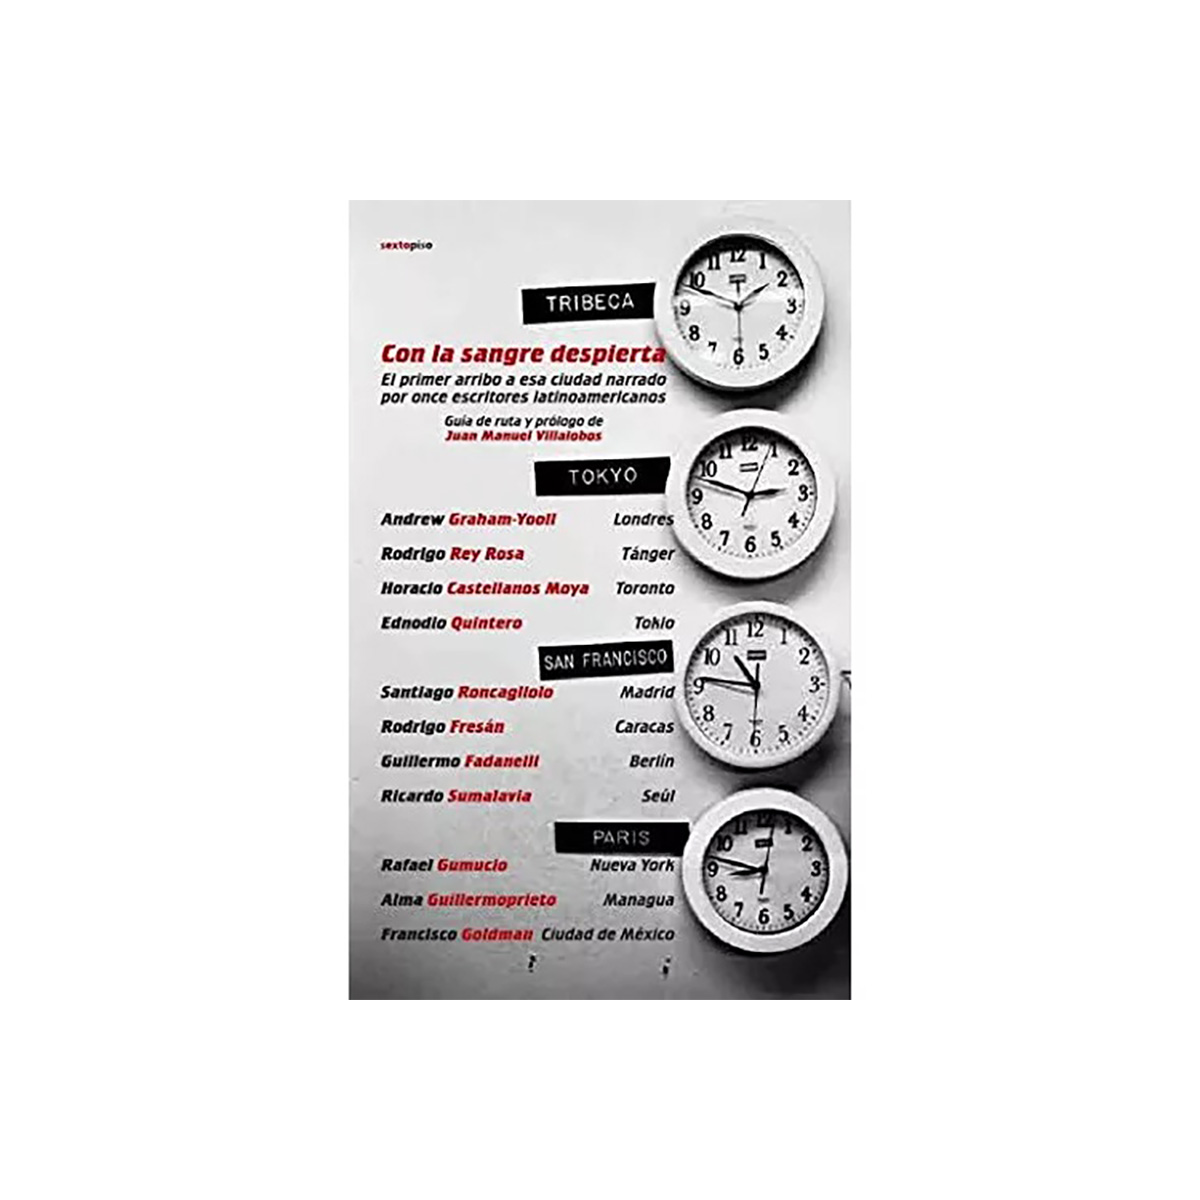 sextopiso
TRIBECA
Con la sangre despierta
El primer arribo a esa ciudad narrado
por once escritores latinoamericanos
Guía de ruta y prólogo de
Juan Manuel Villalobos
TOKYO
Andrew Graham-Yooll Londres
Rodrigo Rey Rosa Tánger
Horacio Castellanos Moya Toronto
Ednodio Quintero Tokio
SAN FRANCISCO
Santiago Roncagliolo Madrid
Rodrigo Fresán Caracas
Guillermo Fadanelli Berlín
Ricardo Sumalavia Seúl
PARIS
Rafael Gumucio Nueva York
Alma Guillermoprieto Managua
Francisco Goldman Ciudad de México